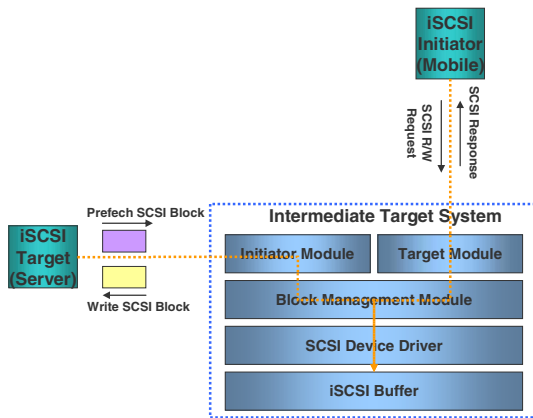 iSCSI
Initiator
(Mobile)
SCSI R/W
Request
SCSI Response
Prefech SCSI Block
iSCSI
Target
(Server)
Write SCSI Block
Intermediate Target System
Initiator Module
Target Module
Block Management Module
SCSI Device Driver
iSCSI Buffer